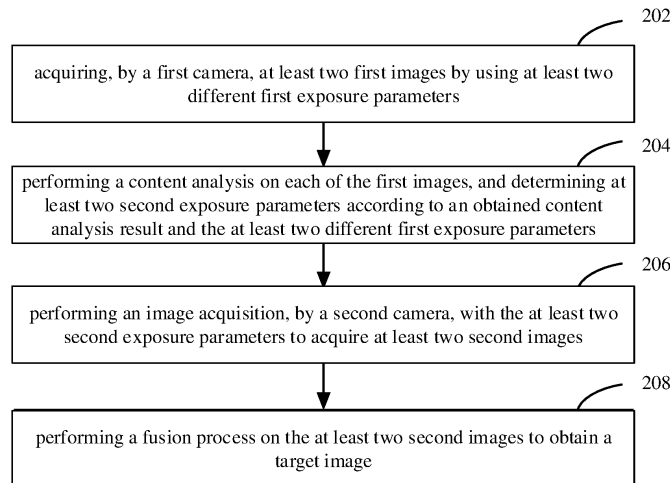 202
acquiring, by a first camera, at least two first images by using at least two
different first exposure parameters
204
performing a content analysis on each of the first images, and determining at
least two second exposure parameters according to an obtained content
analysis result and the at least two different first exposure parameters
206
performing an image acquisition, by a second camera, with the at least two
second exposure parameters to acquire at least two second images
208
performing a fusion process on the at least two second images to obtain a
target image